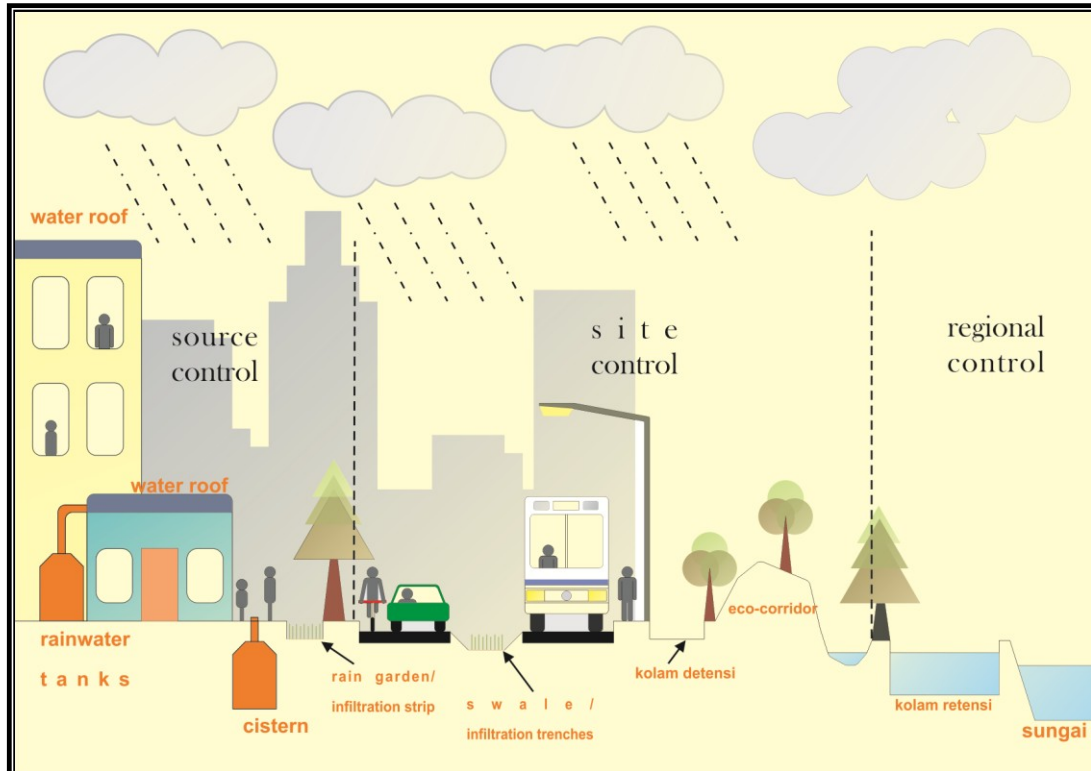 water roof
source
control
s i t e
control
regional
control
water roof
rainwater
t a n k s
cistern
rain garden/
infiltration strip
s w a l e /
infiltration trenches
kolam detensi
eco-corridor
kolam retensi
sungai